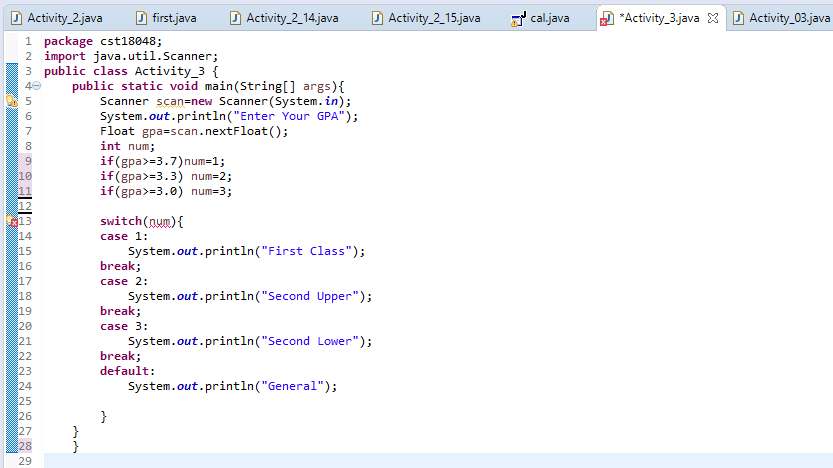 Activity_2.java first.java Activity_2_14.java Activity_2_15.java cal.java *Activity_3.java Activity_03.java
1 package cst18048;
2 import java.util.Scanner;
3 public class Activity_3 {
4 public static void main(String[] args){
5 Scanner scan=new Scanner(System.in);
6 System.out.println("Enter Your GPA");
7 Float gpa=scan.nextFloat();
8 int num;
9 if(gpa>=3.7)num=1;
10 if(gpa>=3.3) num=2;
11 if(gpa>=3.0) num=3;
12
13 switch(num){
14 case 1:
15 System.out.println("First Class");
16 break;
17 case 2:
18 System.out.println("Second Upper");
19 break;
20 case 3:
21 System.out.println("Second Lower");
22 break;
23 default:
24 System.out.println("General");
25
26 }
27 }
28 }
29